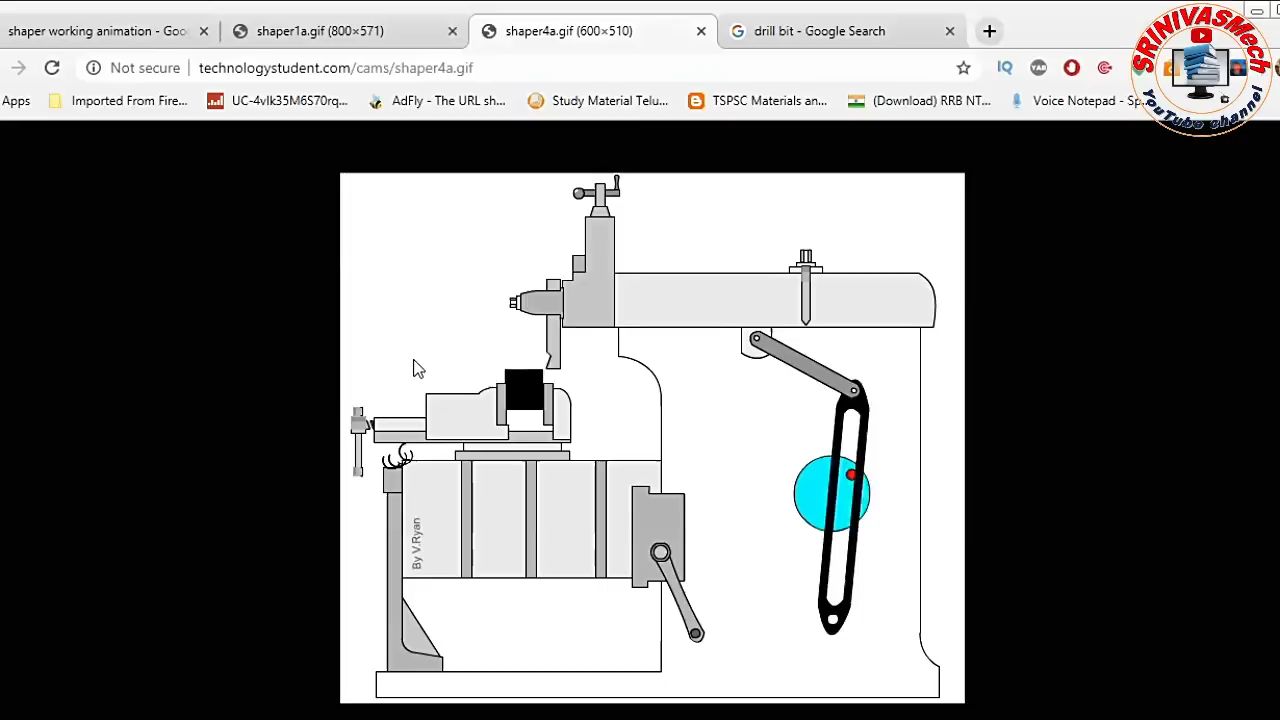 shaper working animation - Goo
shaper1a.gif (800×571)
shaper4a.gif (600×510)
drill bit - Google Search
Not secure
technologystudent.com/cams/shaper4a.gif
IQ
Apps
Imported From Fire...
UC-4vlk35M6S70rq...
AdFly - The URL sh...
Study Material Telu...
TSPSC Materials an...
(Download) RRB NT...
Voice Notepad - Sp...
SRINIVASMech
YouTube channel
By V.Ryan